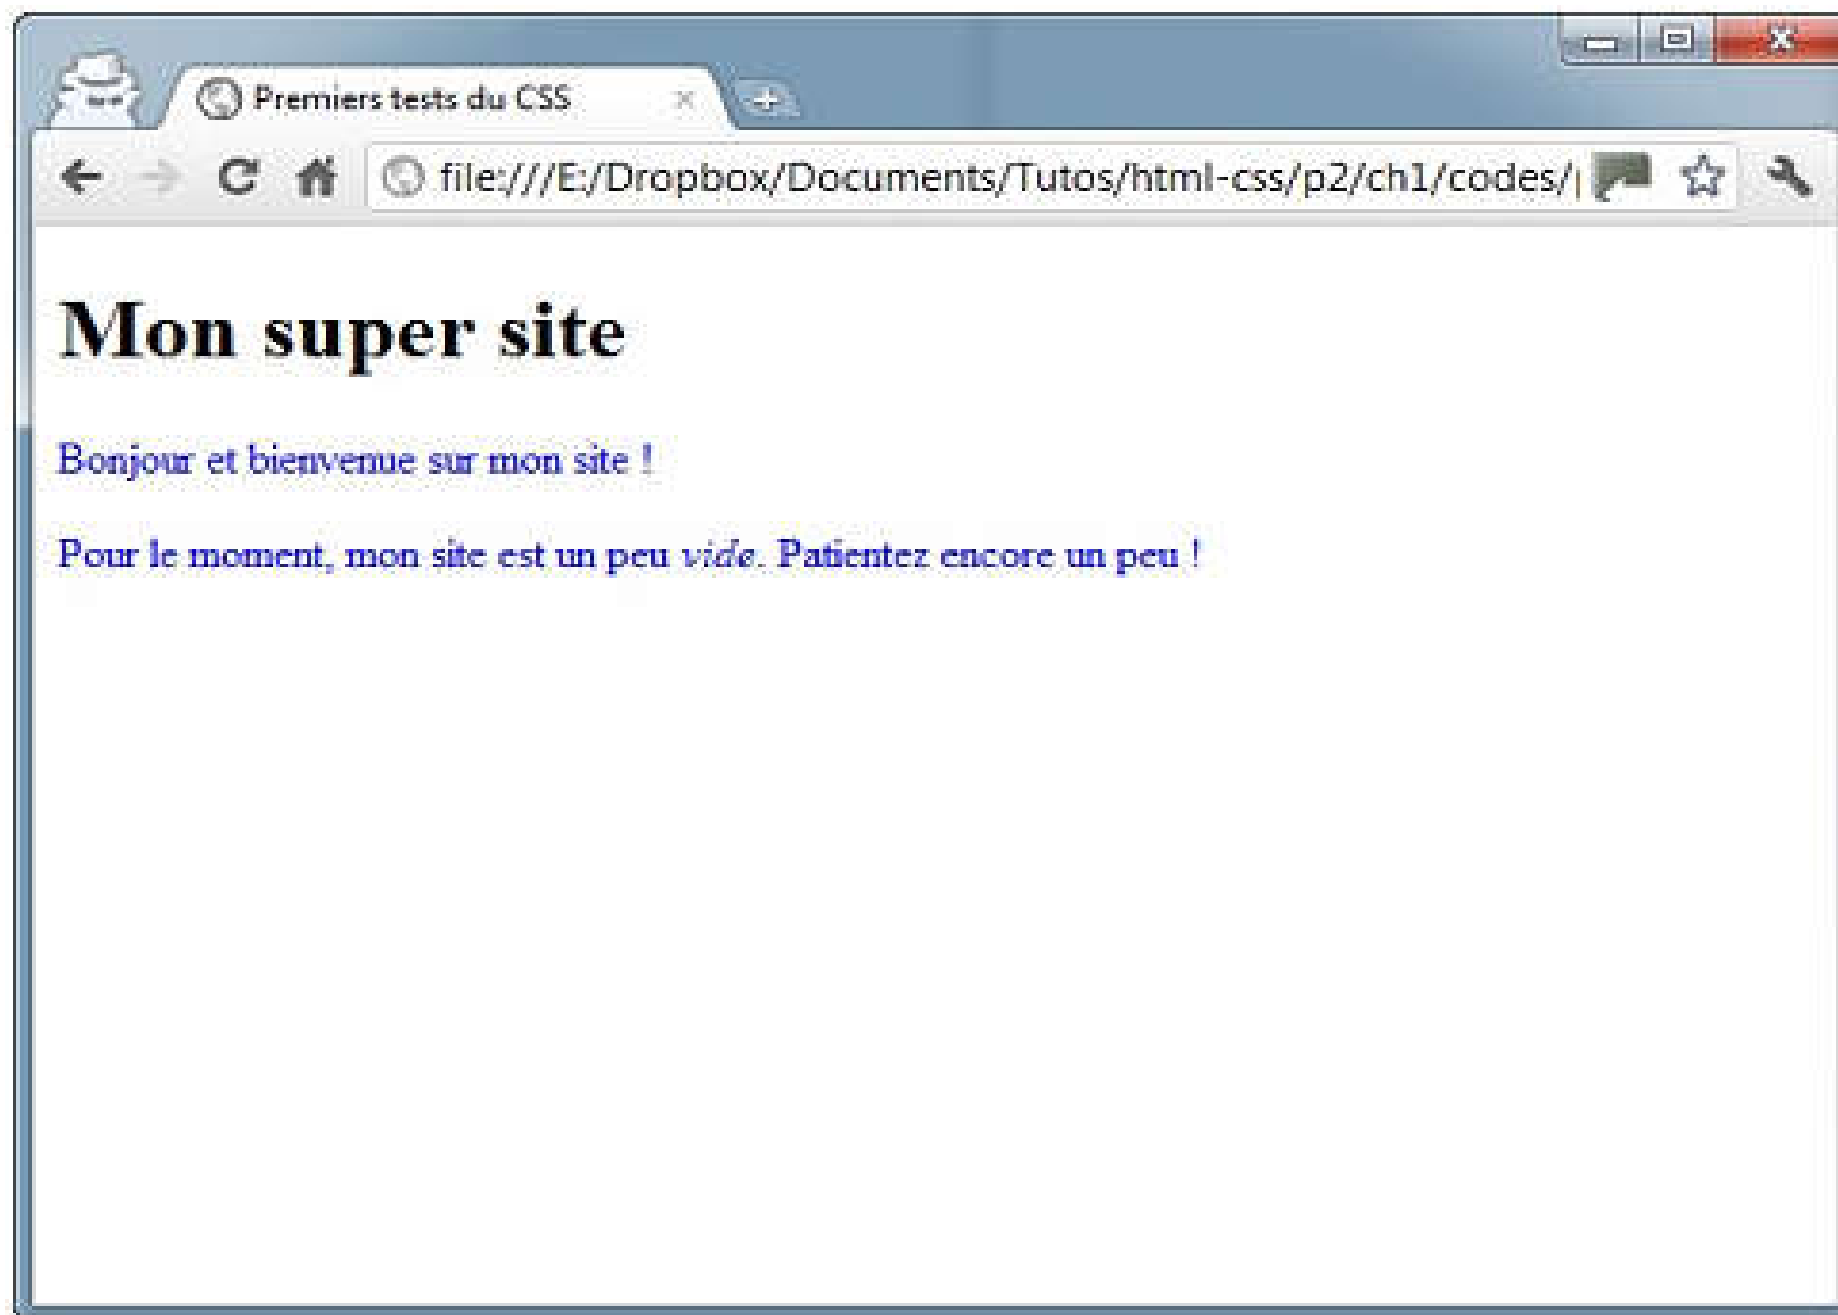 Premiers tests du CSS
file:///E:/Dropbox/Documents/Tutos/html-css/p2/ch1/codes/
Mon super site
Bonjour et bienvenue sur mon site !
Pour le moment, mon site est un peu vide. Patientez encore un peu !